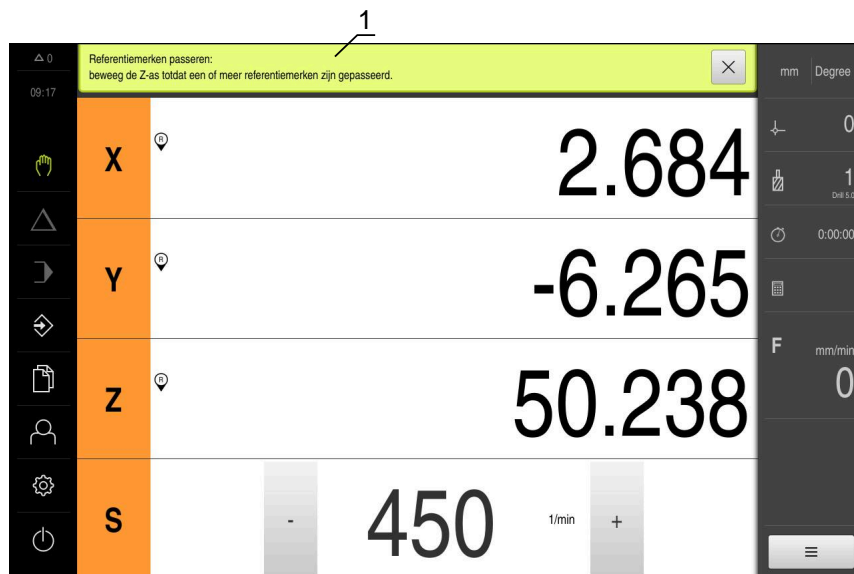 1
0
Referentiemerken passeren:
beweeg de Z-as totdat een of meer referentiemerken zijn gepasseerd.
mm Degree
09:17
X R 2.684
0
1
Drill 5.0
Y R -6.265
0:00:00
Z R 50.238
F mm/min
0
S - 450 1/min +